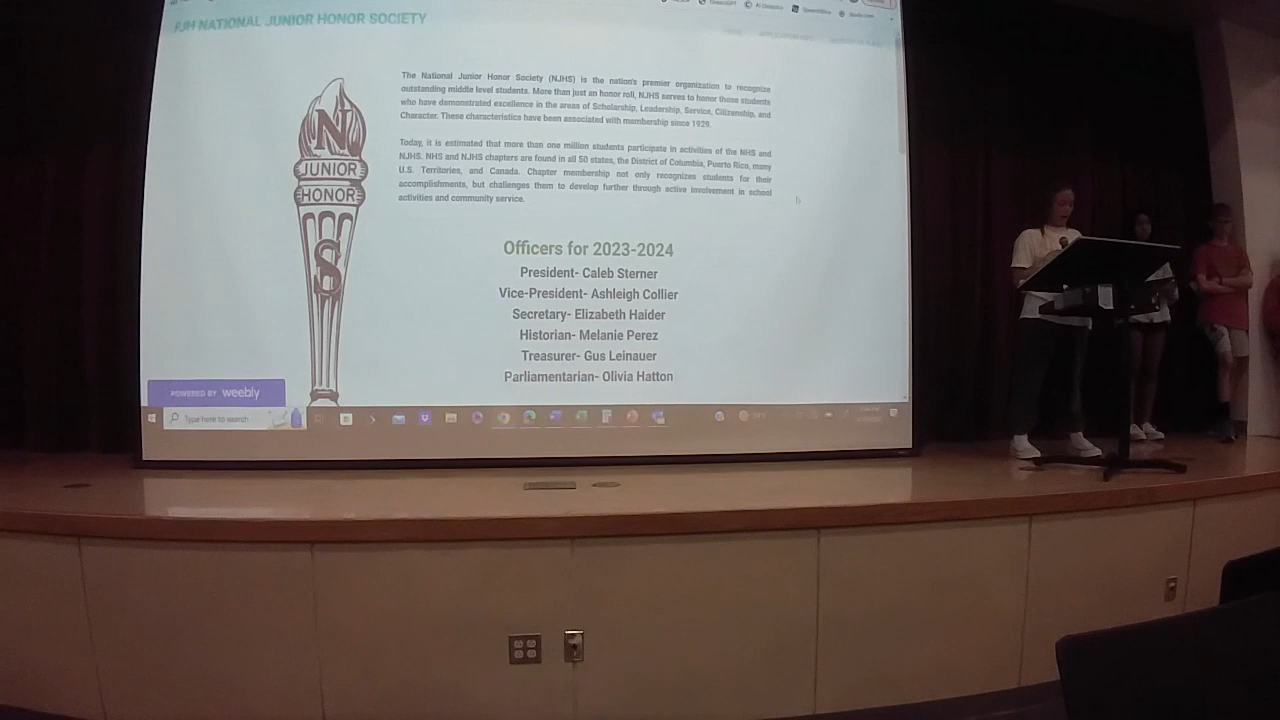 PJH NATIONAL JUNIOR HONOR SOCIETY
The National Junior Honor Society (NJHS) is the nation's premier organization to recognize
outstanding middle level students. More than just an honor roll, NJHS serves to honor those students
who have demonstrated excellence in the areas of Scholarship, Leadership, Service, Citizenship, and
Character. These characteristics have been associated with membership since 1929.
Today, it is estimated that more than one million students participate in activities of the NHS and
NJHS. NHS and NJHS chapters are found in all 50 states, the District of Columbia, Puerto Rico, many
U.S. Territories, and Canada. Chapter membership not only recognizes students for their
accomplishments, but challenges them to develop further through active involvement in school
activities and community service.
N
JUNIOR
HONOR
S
Officers for 2023-2024
President- Caleb Sterner
Vice-President- Ashleigh Collier
Secretary- Elizabeth Haider
Historian- Melanie Perez
Treasurer- Gus Leinauer
Parliamentarian- Olivia Hatton
POWERED BY weebly
Type here to search